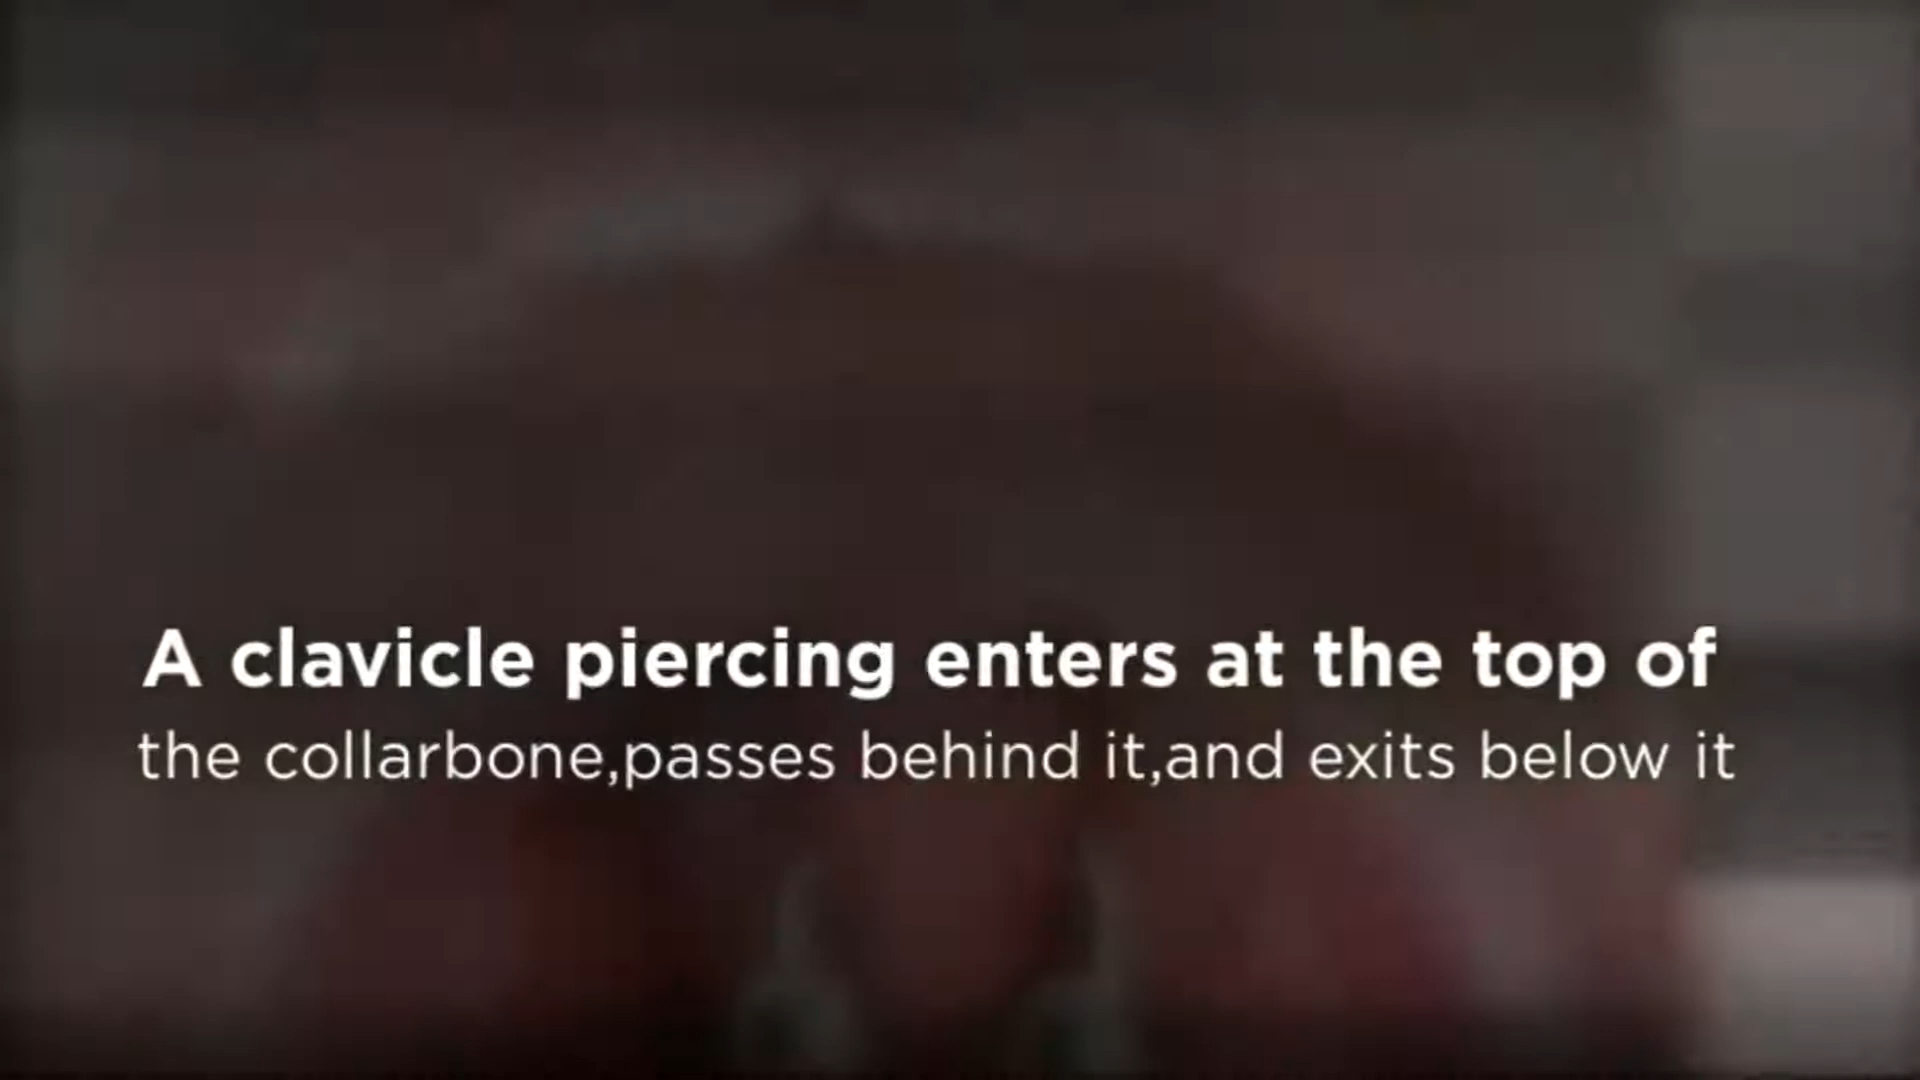 A clavicle piercing enters at the top of
the collarbone,passes behind it,and exits below it